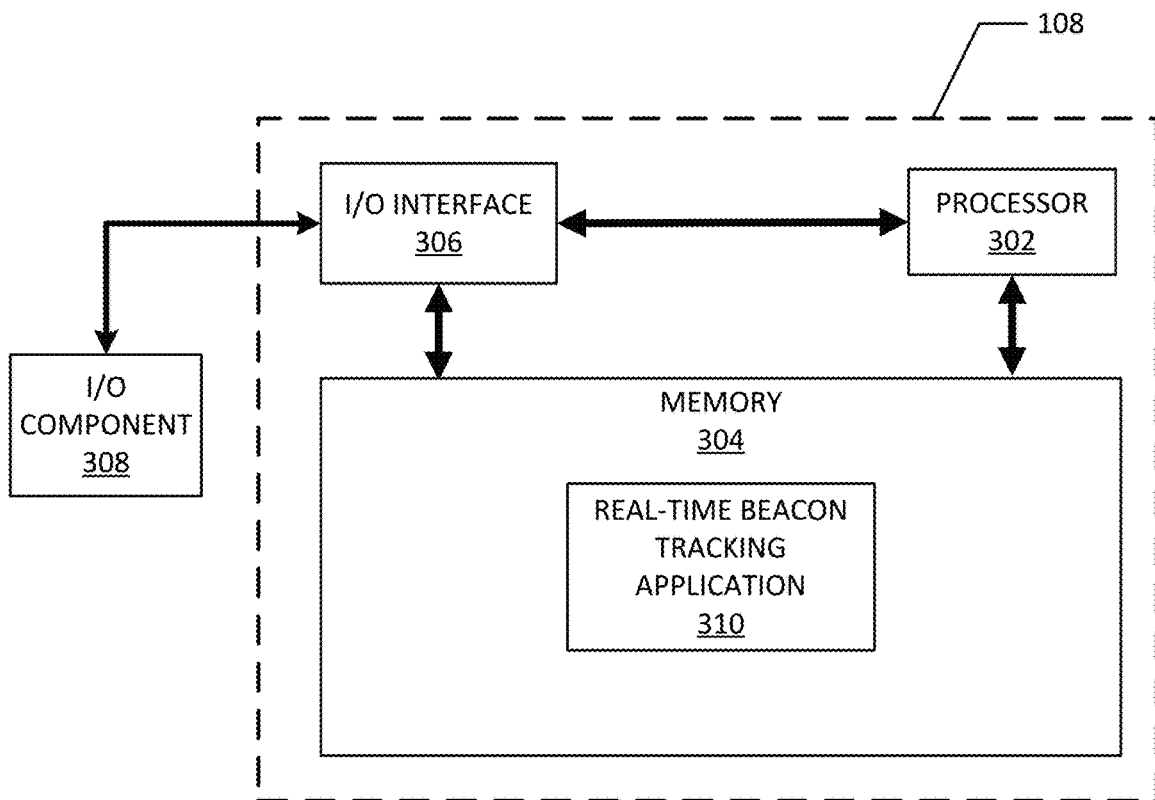 108
I/O INTERFACE
306
PROCESSOR
302
I/O
COMPONENT
308
MEMORY
304
REAL-TIME BEACON
TRACKING
APPLICATION
310